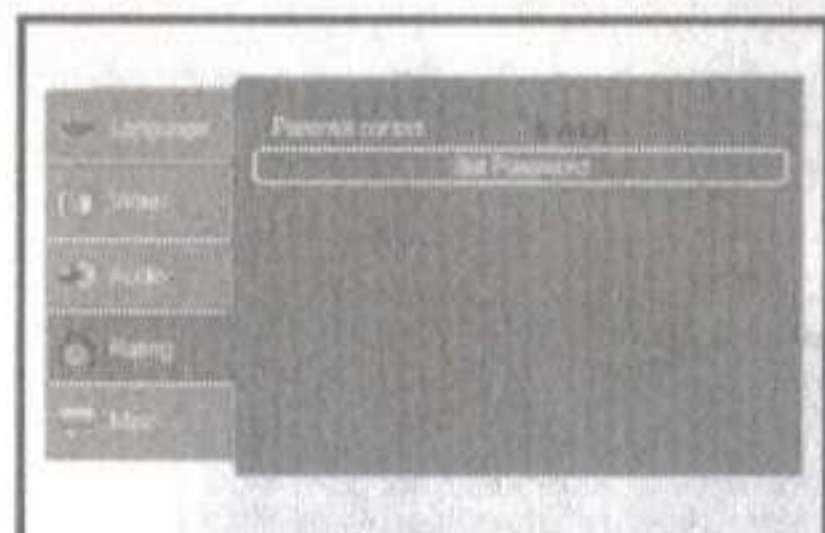 Language
Parental control
Set Password
Video
Audio
Rating
Misc